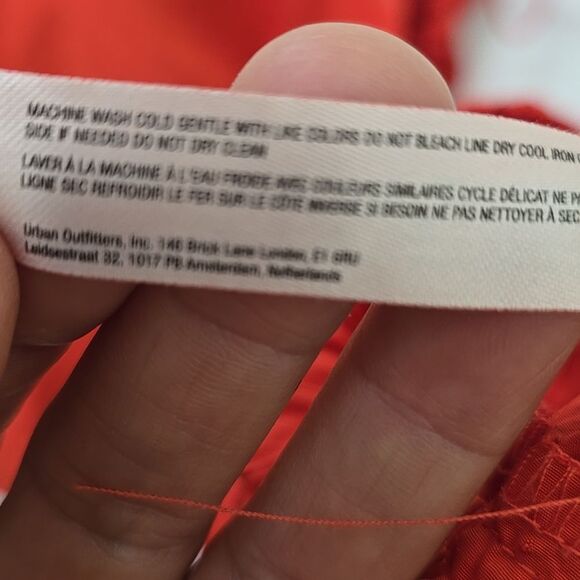 MACHINE WASH COLD GENTLE WITH LIKE COLORS DO NOT BLEACH LINE DRY COOL IRON
SIDE IF NEEDED DO NOT DRY CLEAN
LAVER À LA MACHINE À L'EAU FROIDE AVEC COULEURS SIMILAIRES CYCLE DÉLICAT NE PA
LIGNE SEC REFROIDIR LE FER SUR LE CÔTE INVERSE SI BESOIN NE PAS NETTOYER À SEC
Urban Outfitters, Inc. 146 Brick Lane London, E1 6RU
Leidsestraat 32, 1017 PB Amsterdam, Netherlands